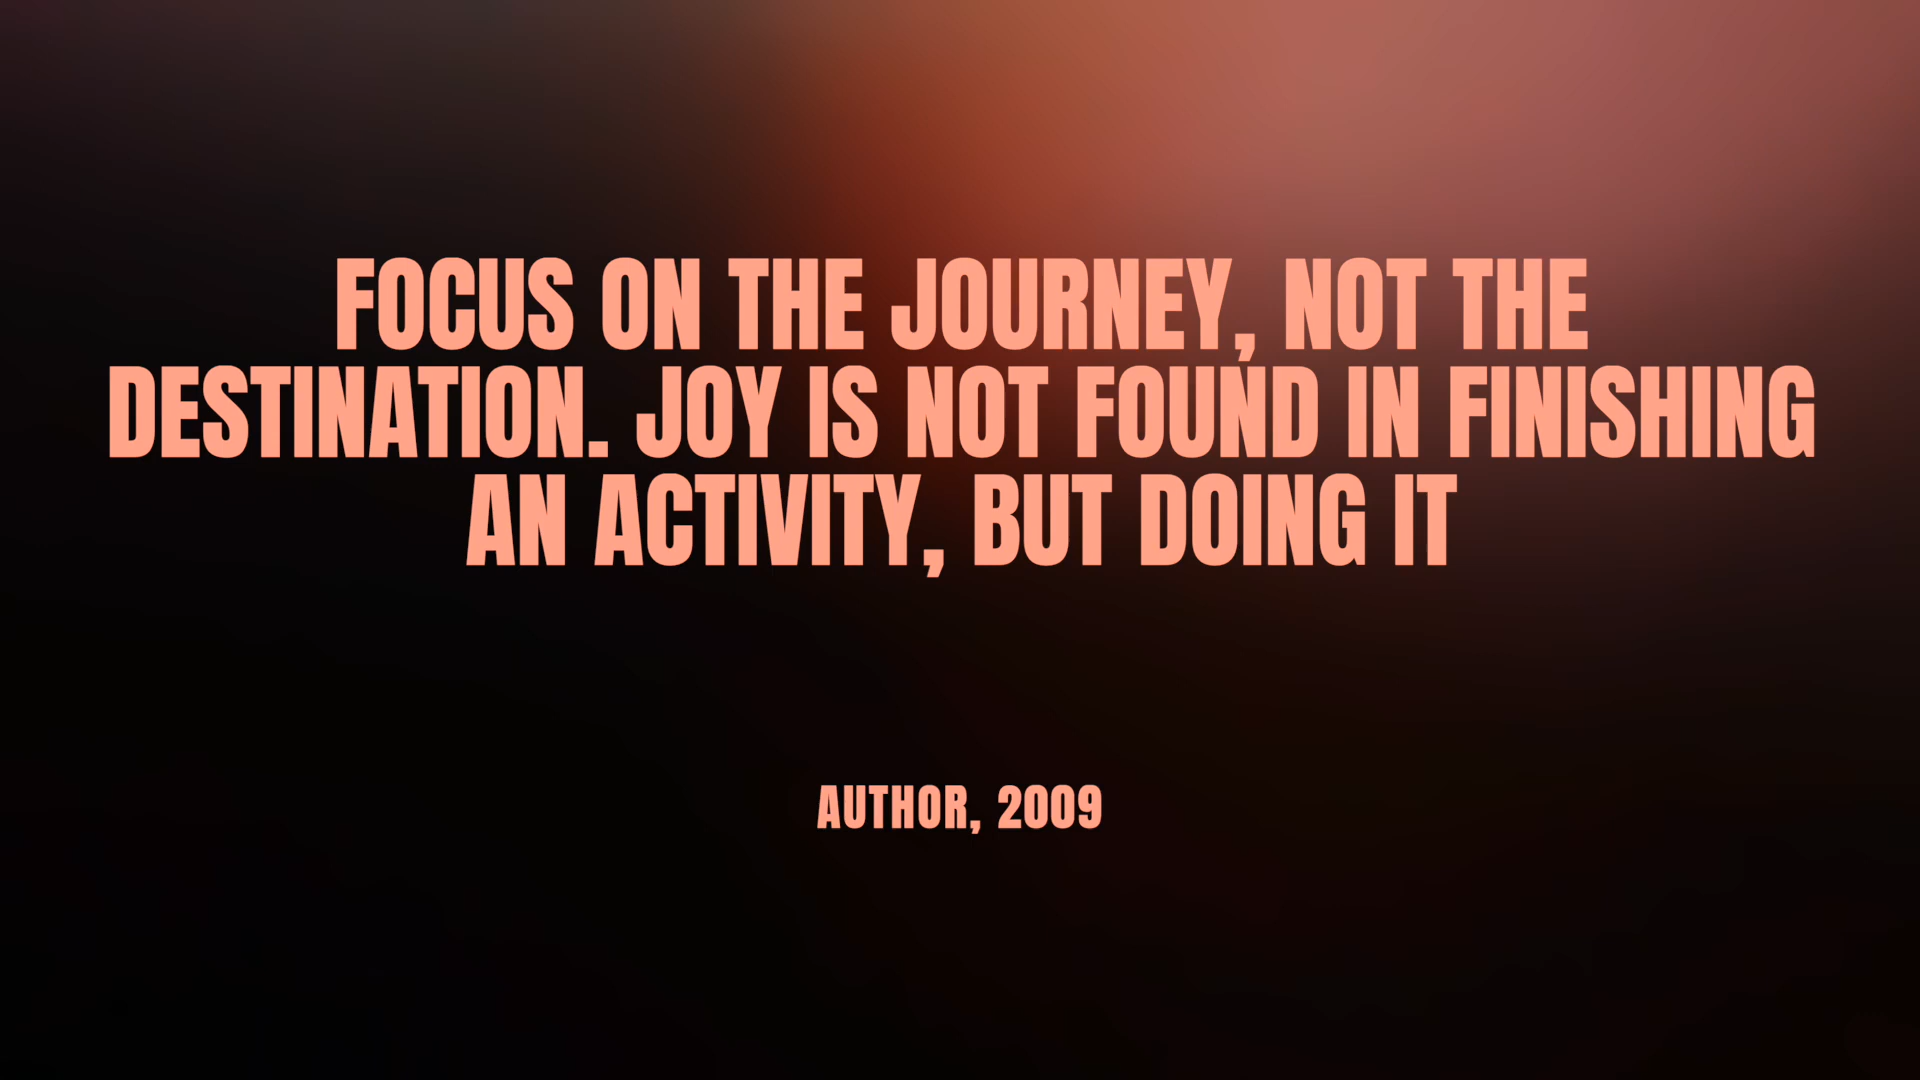 FOCUS ON THE JOURNEY, NOT THE
DESTINATION. JOY IS NOT FOUND IN FINISHING
AN ACTIVITY, BUT DOING IT
AUTHOR, 2009